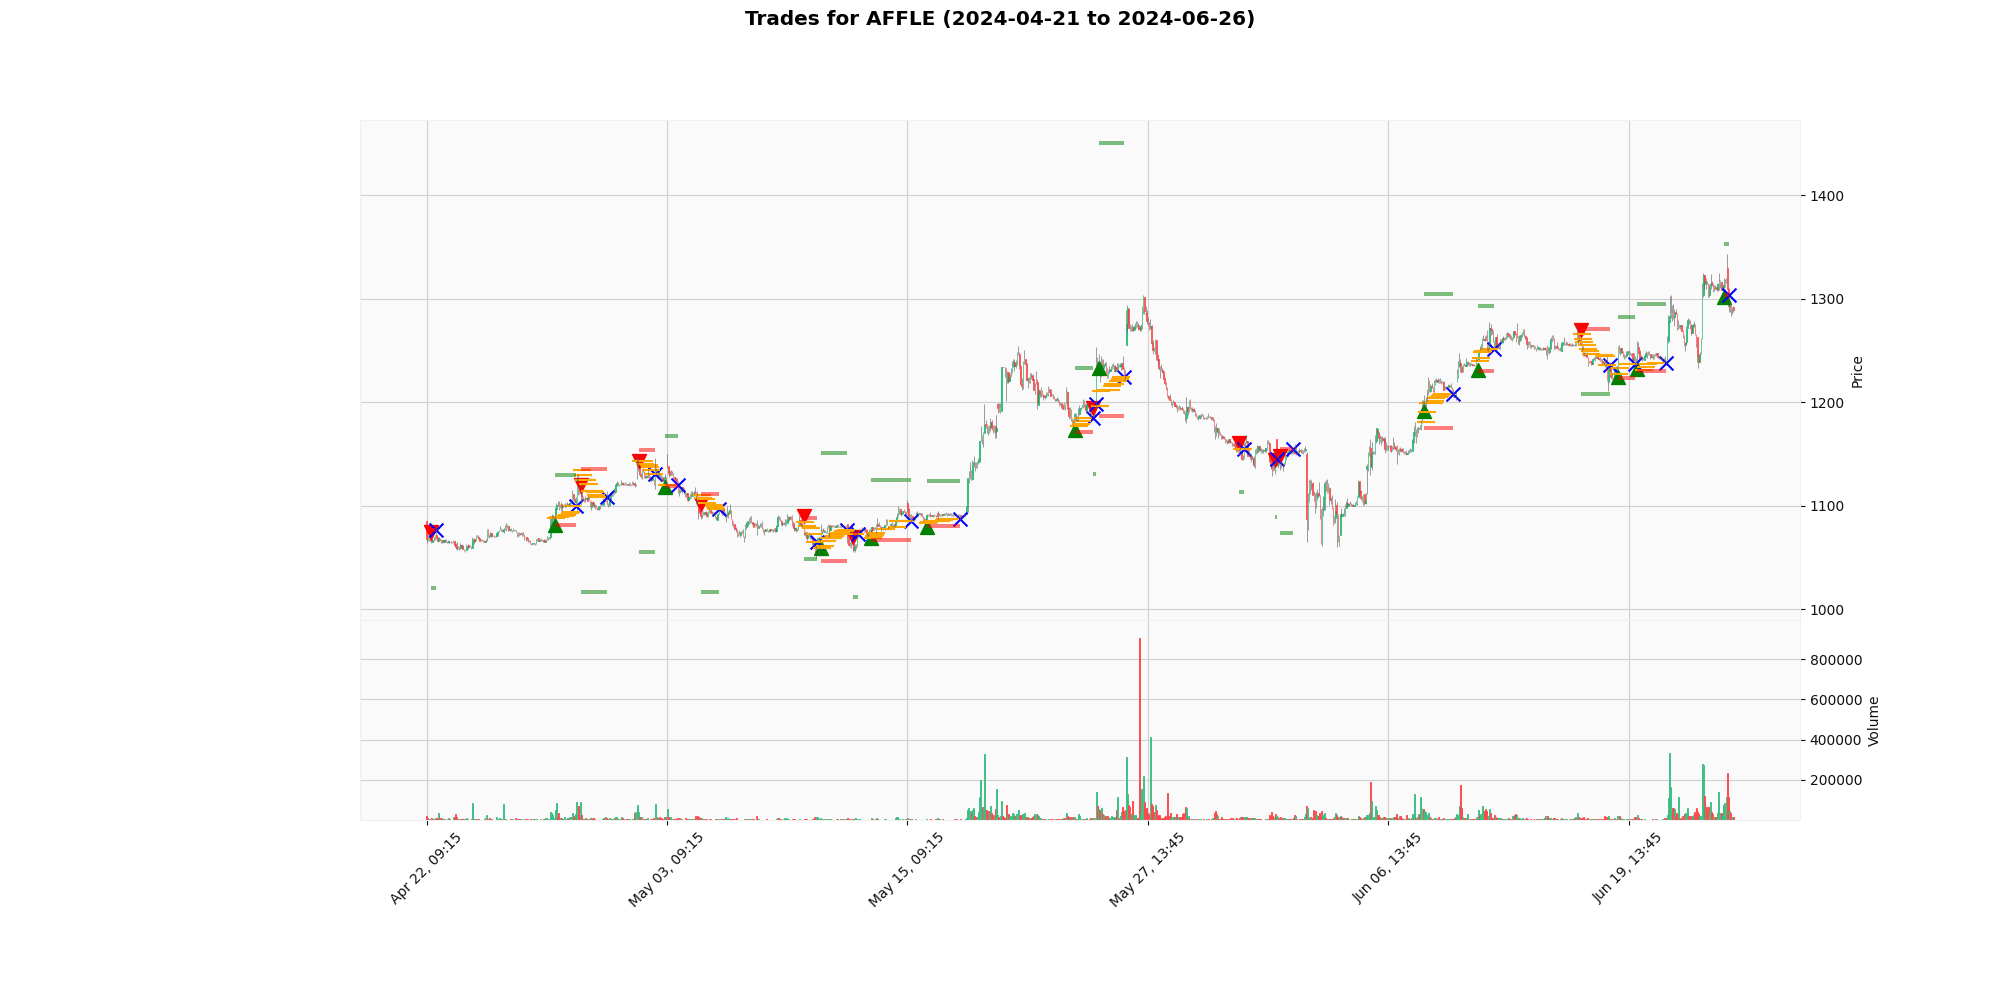 Trades for AFFLE (2024-04-21 to 2024-06-26)
1400
1300
1200
1100
1000
Price
800000
600000
400000
200000
Volume
Apr 22, 09:15
May 03, 09:15
May 15, 09:15
May 27, 13:45
Jun 06, 13:45
Jun 19, 13:45